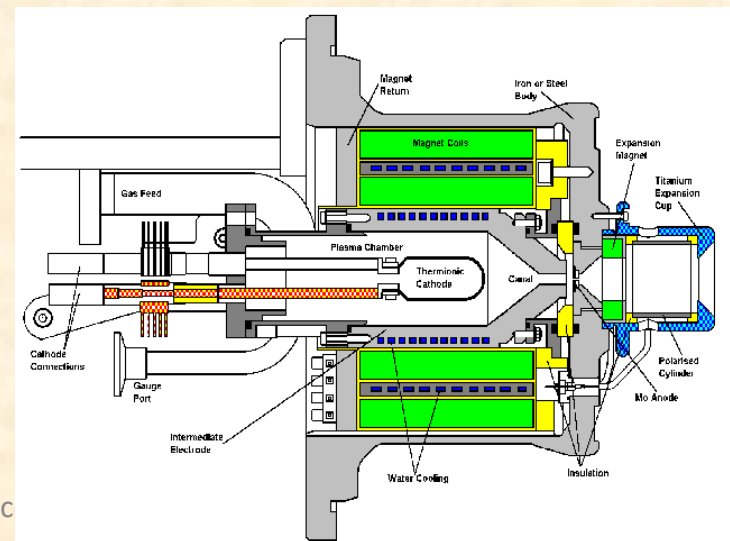 Magnet
Return
Iron or Steel
Body
Expansion
Magnet
Titanium
Expansion
Cup
Magnet Coils
Gas Feed
Plasma Chamber
Thermionic
Cathode
Canal
Cathode
Connections
Gauge
Port
Polarised
Cylinder
Mo Anode
Intermediate
Electrode
Water Cooling
Insulation